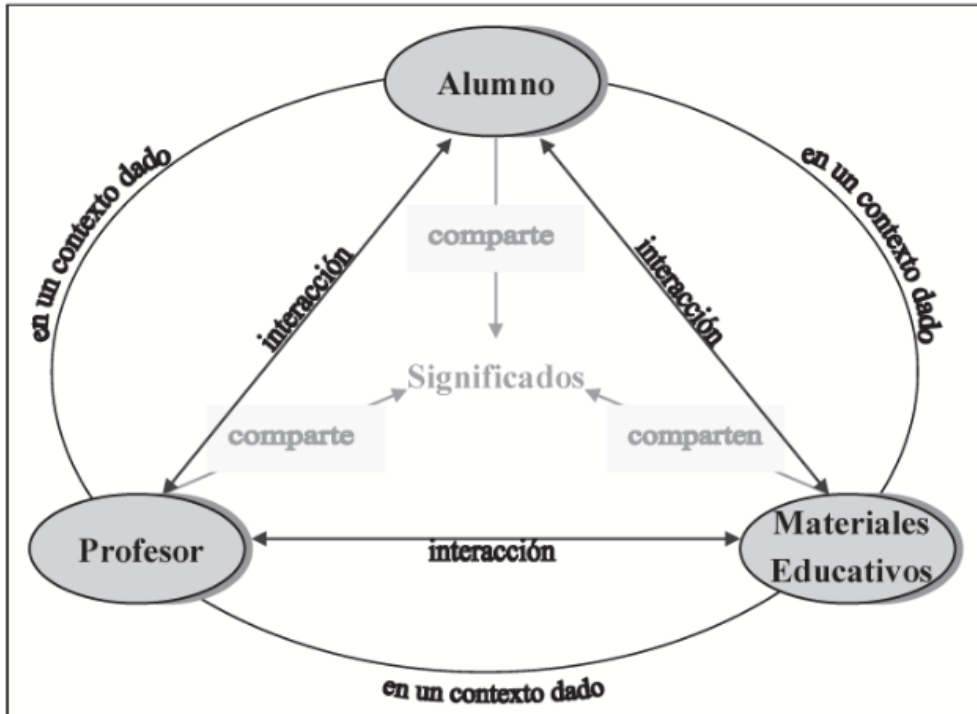 Alumno
en un contexto dado
en un contexto dado
comparte
interacción
interacción
Significados
comparte
comparten
Profesor
Materiales
Educativos
interacción
en un contexto dado